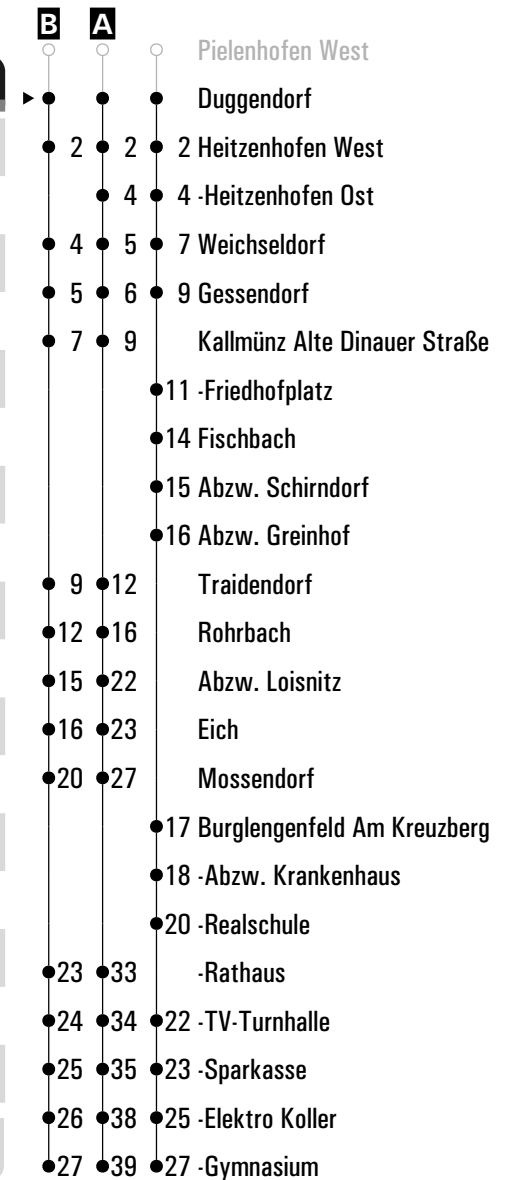 B A
Pielenhofen West
Duggendorf
2 2 2 Heitzenhofen West
4 4 -Heitzenhofen Ost
4 5 7 Weichseldorf
5 6 9 Gessendorf
7 9 Kallmünz Alte Dinauer Straße
11 -Friedhofplatz
14 Fischbach
15 Abzw. Schirndorf
16 Abzw. Greinhof
9 12 Traidendorf
12 16 Rohrbach
15 22 Abzw. Loisnitz
16 23 Eich
20 27 Mossendorf
17 Burglengenfeld Am Kreuzberg
18 -Abzw. Krankenhaus
20 -Realschule
23 33 -Rathaus
24 34 22 -TV-Turnhalle
25 35 23 -Sparkasse
26 38 25 -Elektro Koller
27 39 27 -Gymnasium